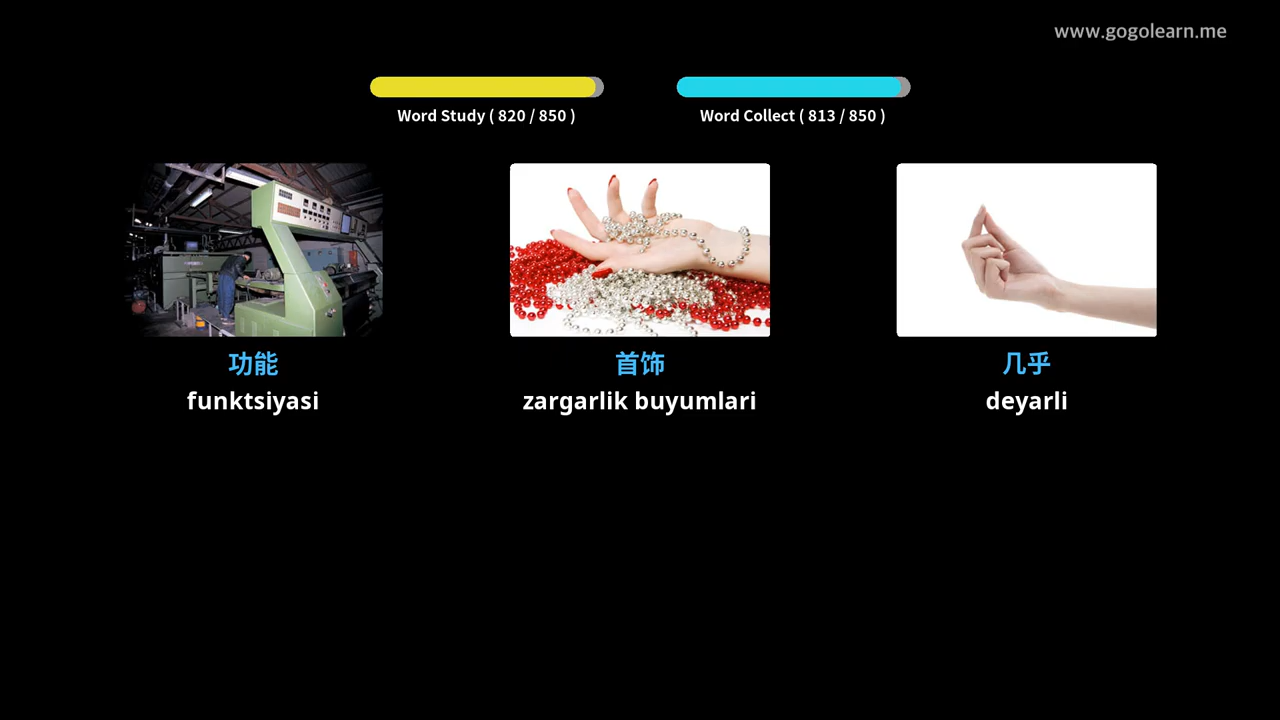 www.gogolearn.me
Word Study ( 820 / 850 )
Word Collect ( 813 / 850 )
功能
funktsiyasi
首饰
zargarlik buyumlari
几乎
deyarli